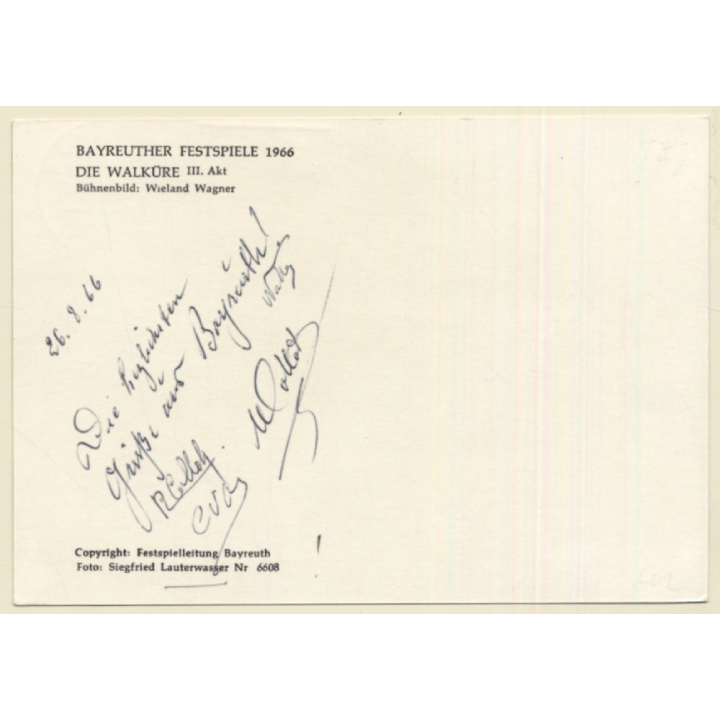 BAYREUTHER FESTSPIELE 1966
DIE WALKÜRE III. Akt
Bühnenbild: Wieland Wagner
26.8.66
Die herzlichsten
Grüße aus Bayreuth!
Copyright: Festspielleitung Bayreuth
Foto: Siegfried Lauterwasser Nr 6608